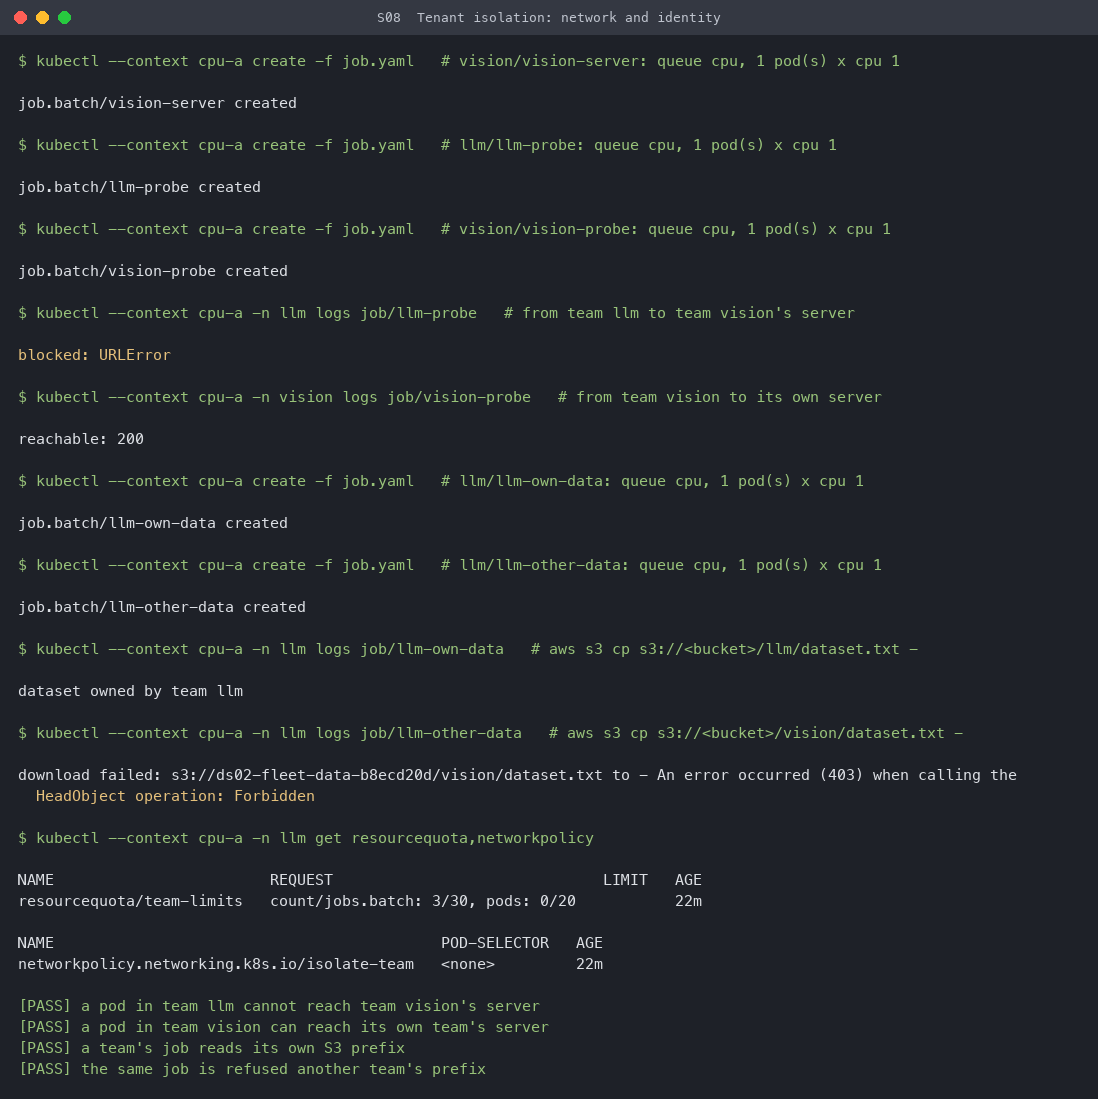 S08  Tenant isolation: network and identity
$ kubectl --context cpu-a create -f job.yaml   # vision/vision-server: queue cpu, 1 pod(s) x cpu 1
job.batch/vision-server created
$ kubectl --context cpu-a create -f job.yaml   # llm/llm-probe: queue cpu, 1 pod(s) x cpu 1
job.batch/llm-probe created
$ kubectl --context cpu-a create -f job.yaml   # vision/vision-probe: queue cpu, 1 pod(s) x cpu 1
job.batch/vision-probe created
$ kubectl --context cpu-a -n llm logs job/llm-probe   # from team llm to team vision's server
blocked: URLError
$ kubectl --context cpu-a -n vision logs job/vision-probe   # from team vision to its own server
reachable: 200
$ kubectl --context cpu-a create -f job.yaml   # llm/llm-own-data: queue cpu, 1 pod(s) x cpu 1
job.batch/llm-own-data created
$ kubectl --context cpu-a create -f job.yaml   # llm/llm-other-data: queue cpu, 1 pod(s) x cpu 1
job.batch/llm-other-data created
$ kubectl --context cpu-a -n llm logs job/llm-own-data   # aws s3 cp s3://<bucket>/llm/dataset.txt -
dataset owned by team llm
$ kubectl --context cpu-a -n llm logs job/llm-other-data   # aws s3 cp s3://<bucket>/vision/dataset.txt -
download failed: s3://ds02-fleet-data-b8ecd20d/vision/dataset.txt to - An error occurred (403) when calling the
  HeadObject operation: Forbidden
$ kubectl --context cpu-a -n llm get resourcequota,networkpolicy
NAME                        REQUEST                              LIMIT   AGE
resourcequota/team-limits   count/jobs.batch: 3/30, pods: 0/20           22m
NAME                                           POD-SELECTOR   AGE
networkpolicy.networking.k8s.io/isolate-team   <none>         22m
[PASS] a pod in team llm cannot reach team vision's server
[PASS] a pod in team vision can reach its own team's server
[PASS] a team's job reads its own S3 prefix
[PASS] the same job is refused another team's prefix